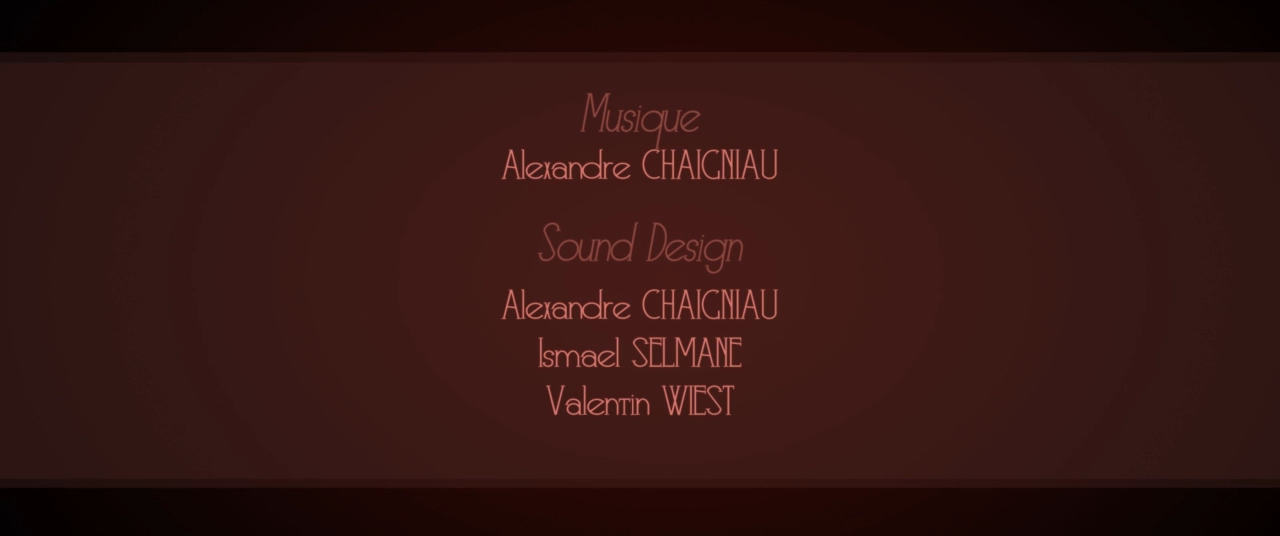 Musique
Alexandre CHAIGNIAU
Sound Design
Alexandre CHAIGNIAU
Ismael SELMANE
Valentin WIEST